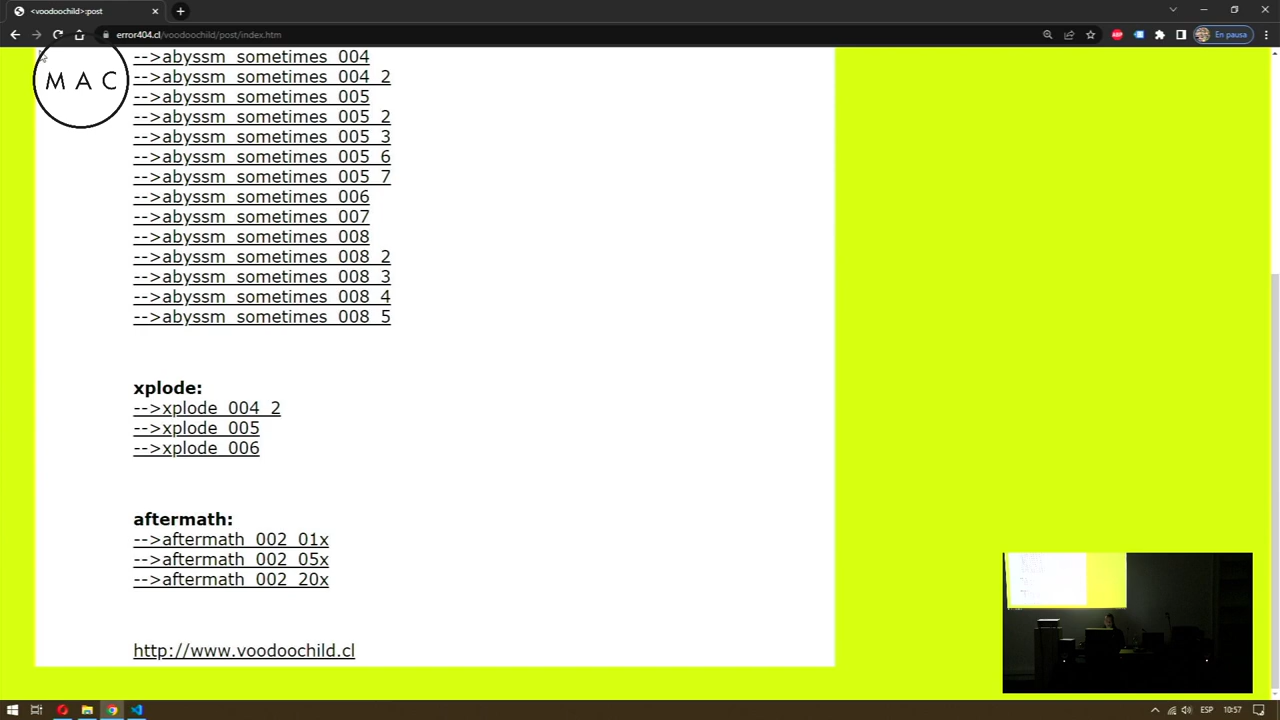 <voodoochild>:post
error404.cl/voodoochild/post/index.htm
ABP
En pausa
M A C
-->abyssm_sometimes_004
-->abyssm_sometimes_004_2
-->abyssm_sometimes_005
-->abyssm_sometimes_005_2
-->abyssm_sometimes_005_3
-->abyssm_sometimes_005_6
-->abyssm_sometimes_005_7
-->abyssm_sometimes_006
-->abyssm_sometimes_007
-->abyssm_sometimes_008
-->abyssm_sometimes_008_2
-->abyssm_sometimes_008_3
-->abyssm_sometimes_008_4
-->abyssm_sometimes_008_5
xplode:
-->xplode_004_2
-->xplode_005
-->xplode_006
aftermath:
-->aftermath_002_01x
-->aftermath_002_05x
-->aftermath_002_20x
http://www.voodoochild.cl
ESP
10:57